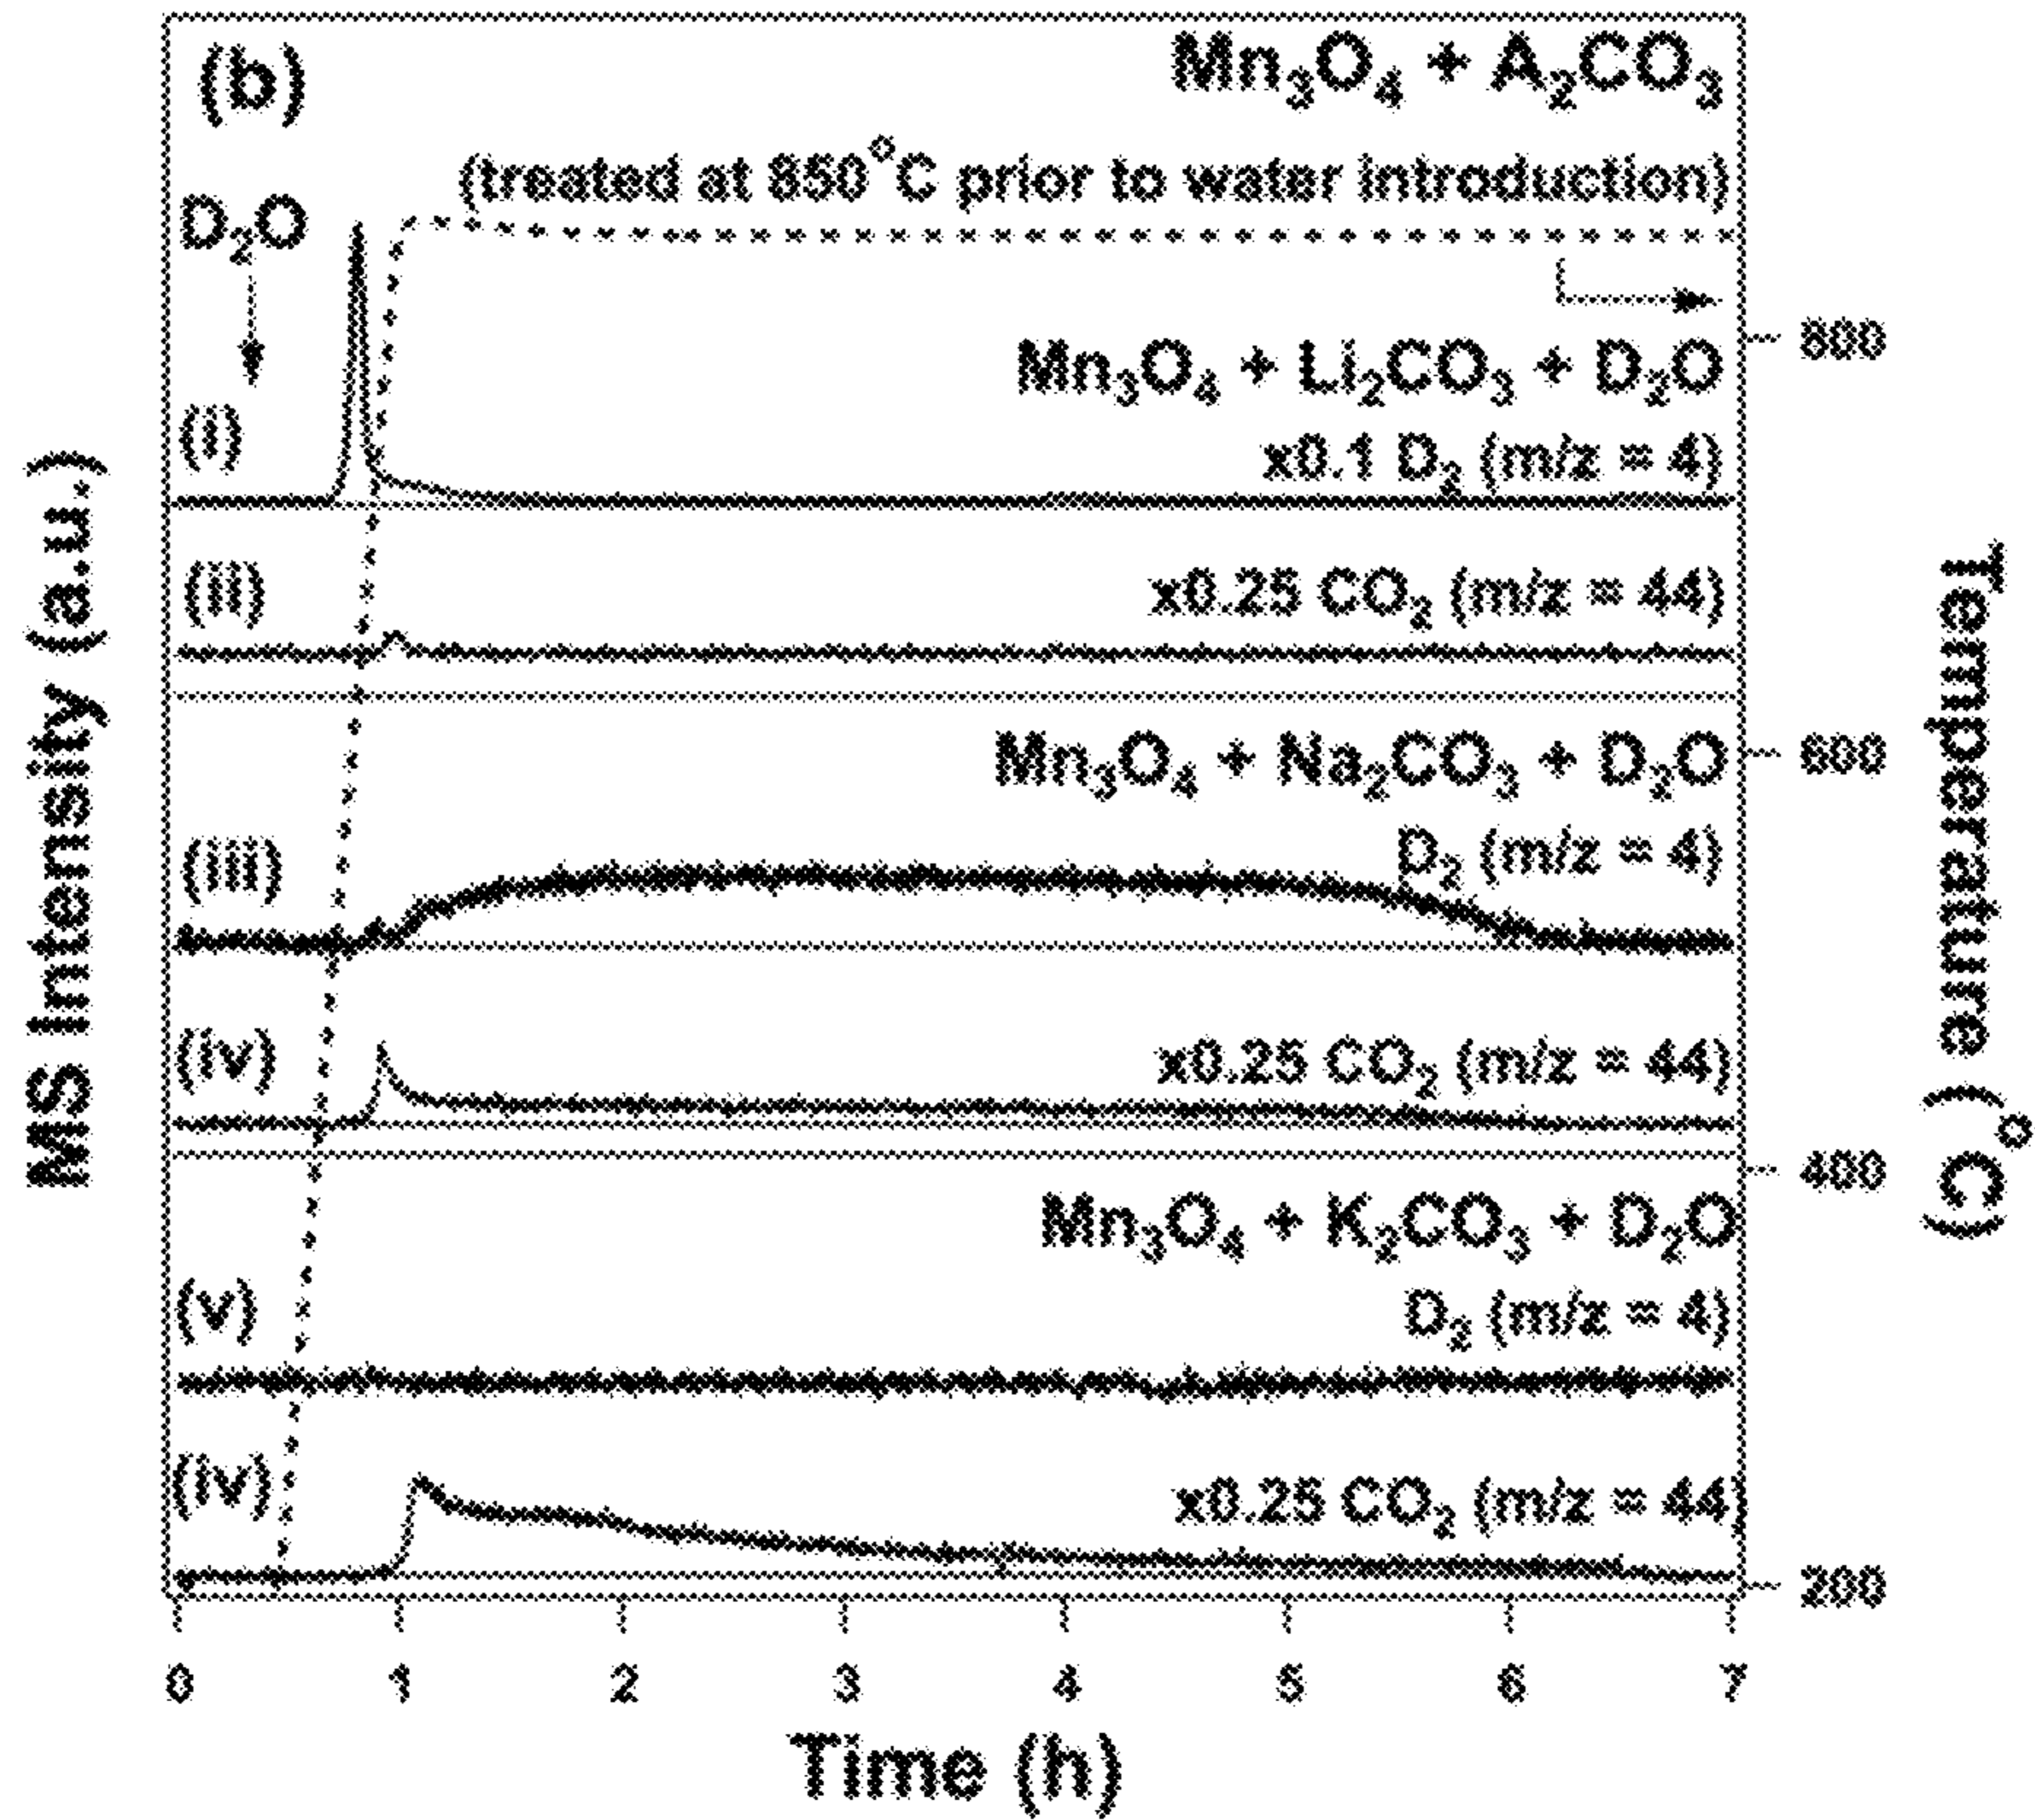 (b)
Mn₃O₄ + A₂CO₃
(treated at 850°C prior to water introduction)
D₂O
Mn₃O₄ + Li₂CO₃ + D₂O
(i)
x0.1 D₂ (m/z = 4)
(ii)
x0.25 CO₂ (m/z = 44)
Mn₃O₄ + Na₂CO₃ + D₂O
(iii)
D₂ (m/z = 4)
(iv)
x0.25 CO₂ (m/z = 44)
Mn₃O₄ + K₂CO₃ + D₂O
(v)
D₂ (m/z = 4)
(iv)
x0.25 CO₂ (m/z = 44)
MS Intensity (a.u.)
800
600
400
200
Temperature (°C)
0 1 2 3 4 5 6 7
Time (h)